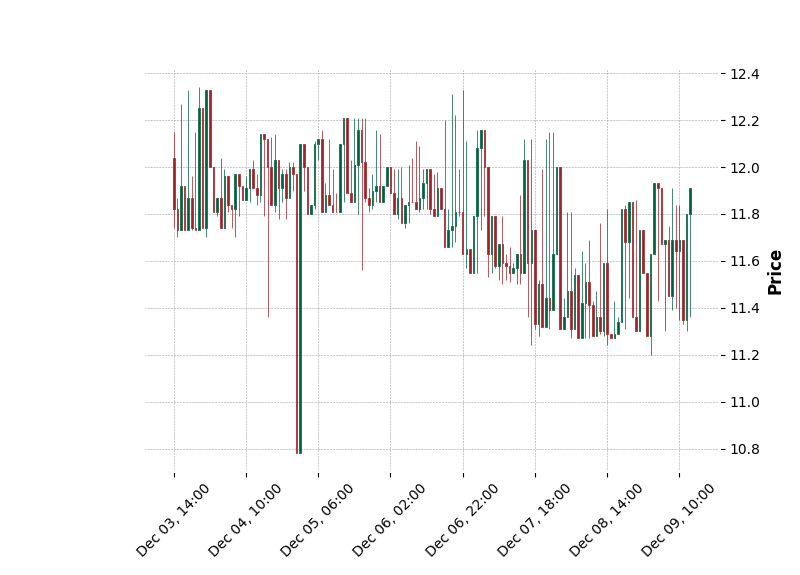 12.4
12.2
12.0
11.8
11.6
11.4
11.2
11.0
10.8
Price
Dec 03, 14:00
Dec 04, 10:00
Dec 05, 06:00
Dec 06, 02:00
Dec 06, 22:00
Dec 07, 18:00
Dec 08, 14:00
Dec 09, 10:00